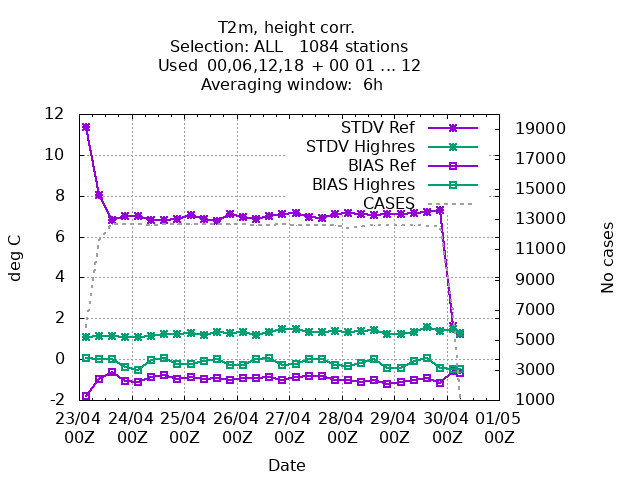 T2m, height corr.
Selection: ALL   1084 stations
Used  00,06,12,18  + 00 01 ... 12
Averaging window:  6h
STDV Ref
STDV Highres
BIAS Ref
BIAS Highres
CASES
deg C
12
10
8
6
4
2
0
-2
No cases
19000
17000
15000
13000
11000
9000
7000
5000
3000
1000
23/04 24/04 25/04 26/04 27/04 28/04 29/04 30/04 01/05
00Z 00Z 00Z 00Z 00Z 00Z 00Z 00Z 00Z
Date